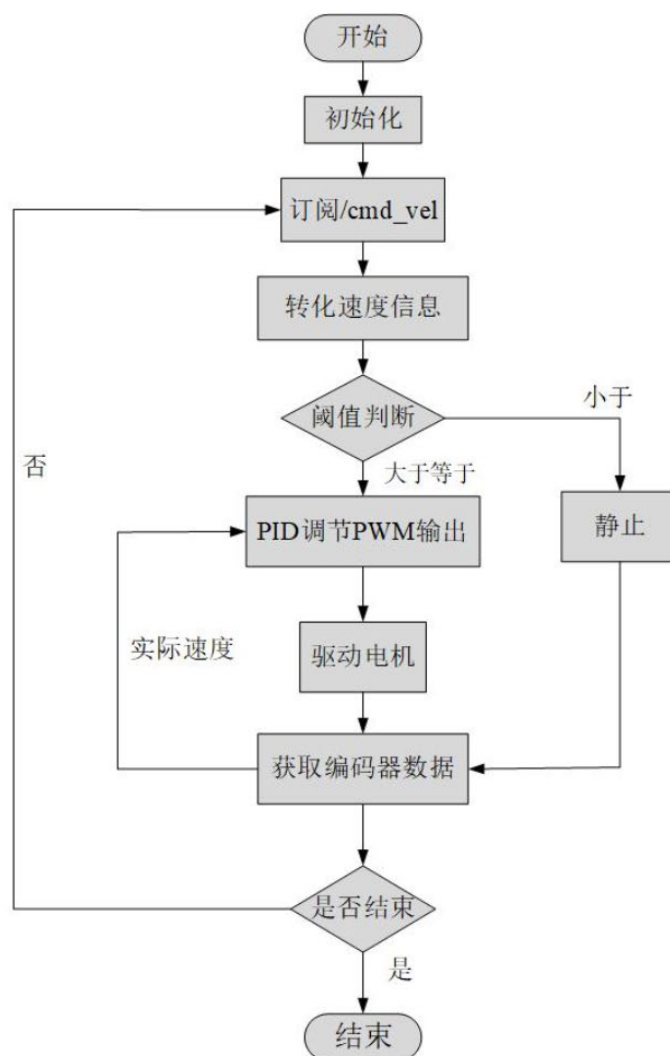 开始
初始化
订阅/cmd_vel
转化速度信息
阈值判断
小于
否
大于等于
PID调节PWM输出
静止
实际速度
驱动电机
获取编码器数据
是否结束
是
结束